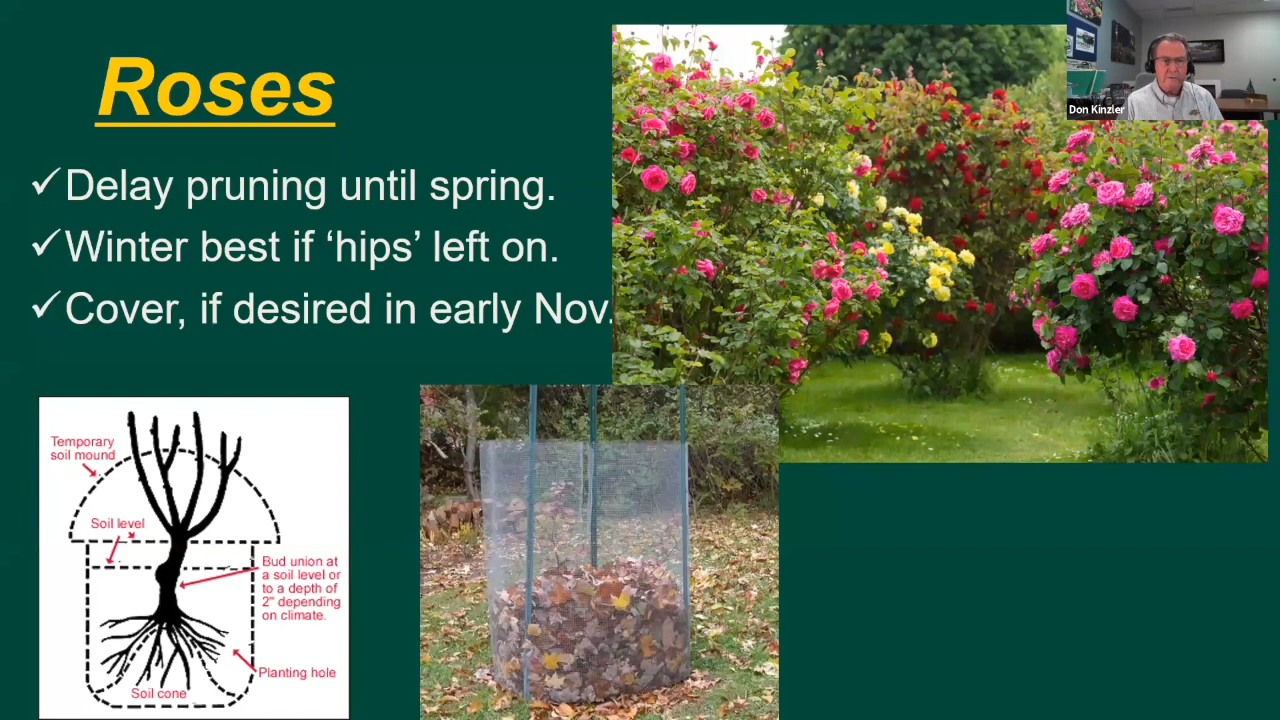 Roses
✓Delay pruning until spring.
✓Winter best if ‘hips’ left on.
✓Cover, if desired in early Nov.
Don Kinzler
Temporary
soil mound
Soil level
Bud union at
a soil level or
to a depth of
2" depending
on climate.
Planting hole
Soil cone